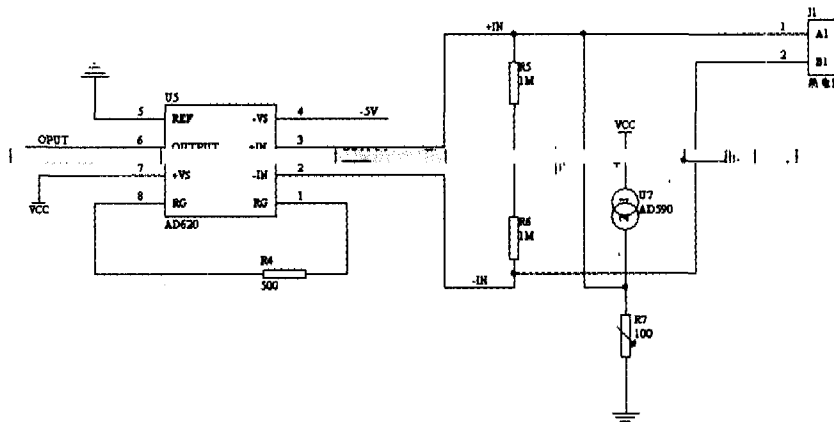 J1
+IN
1
A1
2
B1
R5
1M
U5
5
REF
-VS
4
-5V
OPUT
6
OUTPUT
+IN
3
7
+VS
-IN
2
VCC
8
RG
RG
1
AD620
R4
500
-IN
R6
1M
VCC
U7
AD590
R7
100